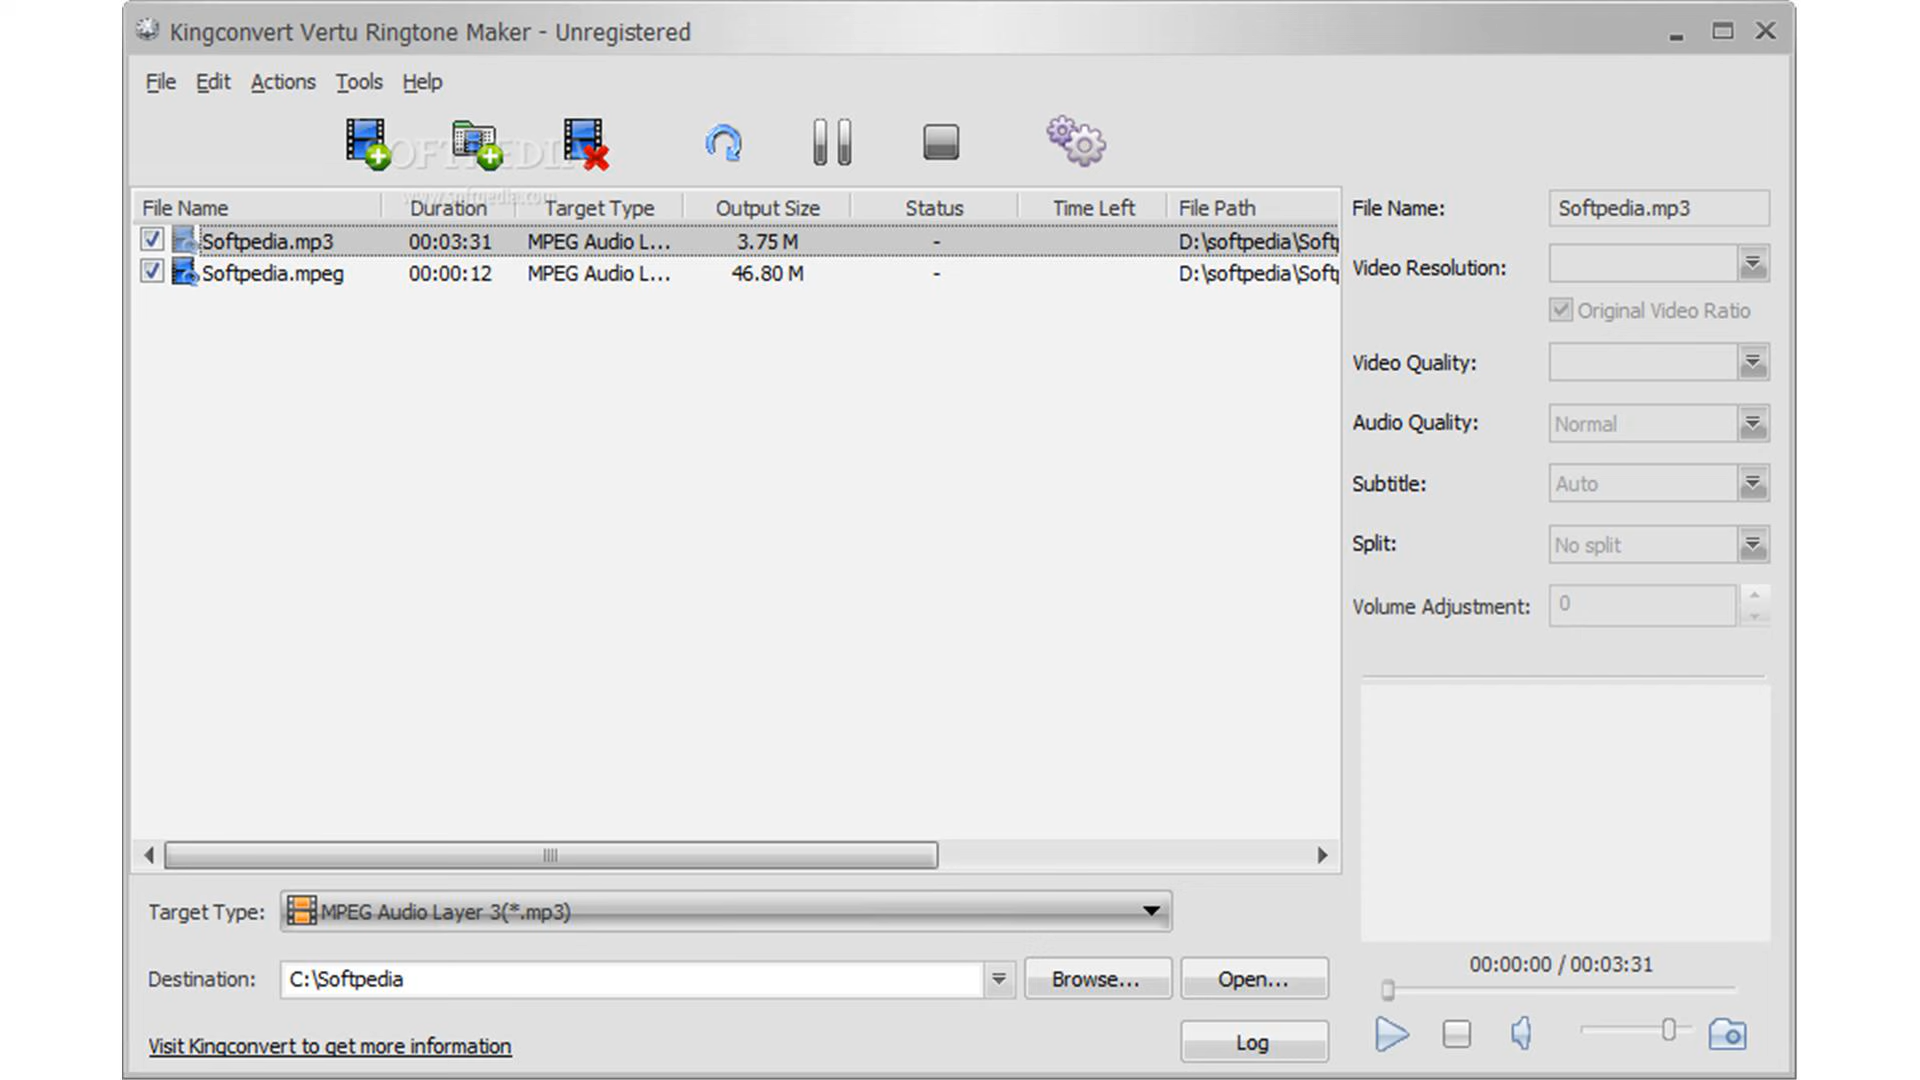 Kingconvert Vertu Ringtone Maker - Unregistered
File Edit Actions Tools Help
SOFTPEDIA
www.softpedia.com
File Name Duration Target Type Output Size Status Time Left File Path
Softpedia.mp3 00:03:31 MPEG Audio L... 3.75 M - D:\softpedia\Soft
Softpedia.mpeg 00:00:12 MPEG Audio L... 46.80 M - D:\softpedia\Soft
File Name: Softpedia.mp3
Video Resolution:
Original Video Ratio
Video Quality:
Audio Quality: Normal
Subtitle: Auto
Split: No split
Volume Adjustment: 0
Target Type: MPEG Audio Layer 3(*.mp3)
Destination: C:\Softpedia Browse... Open...
00:00:00 / 00:03:31
Visit Kingconvert to get more information
Log